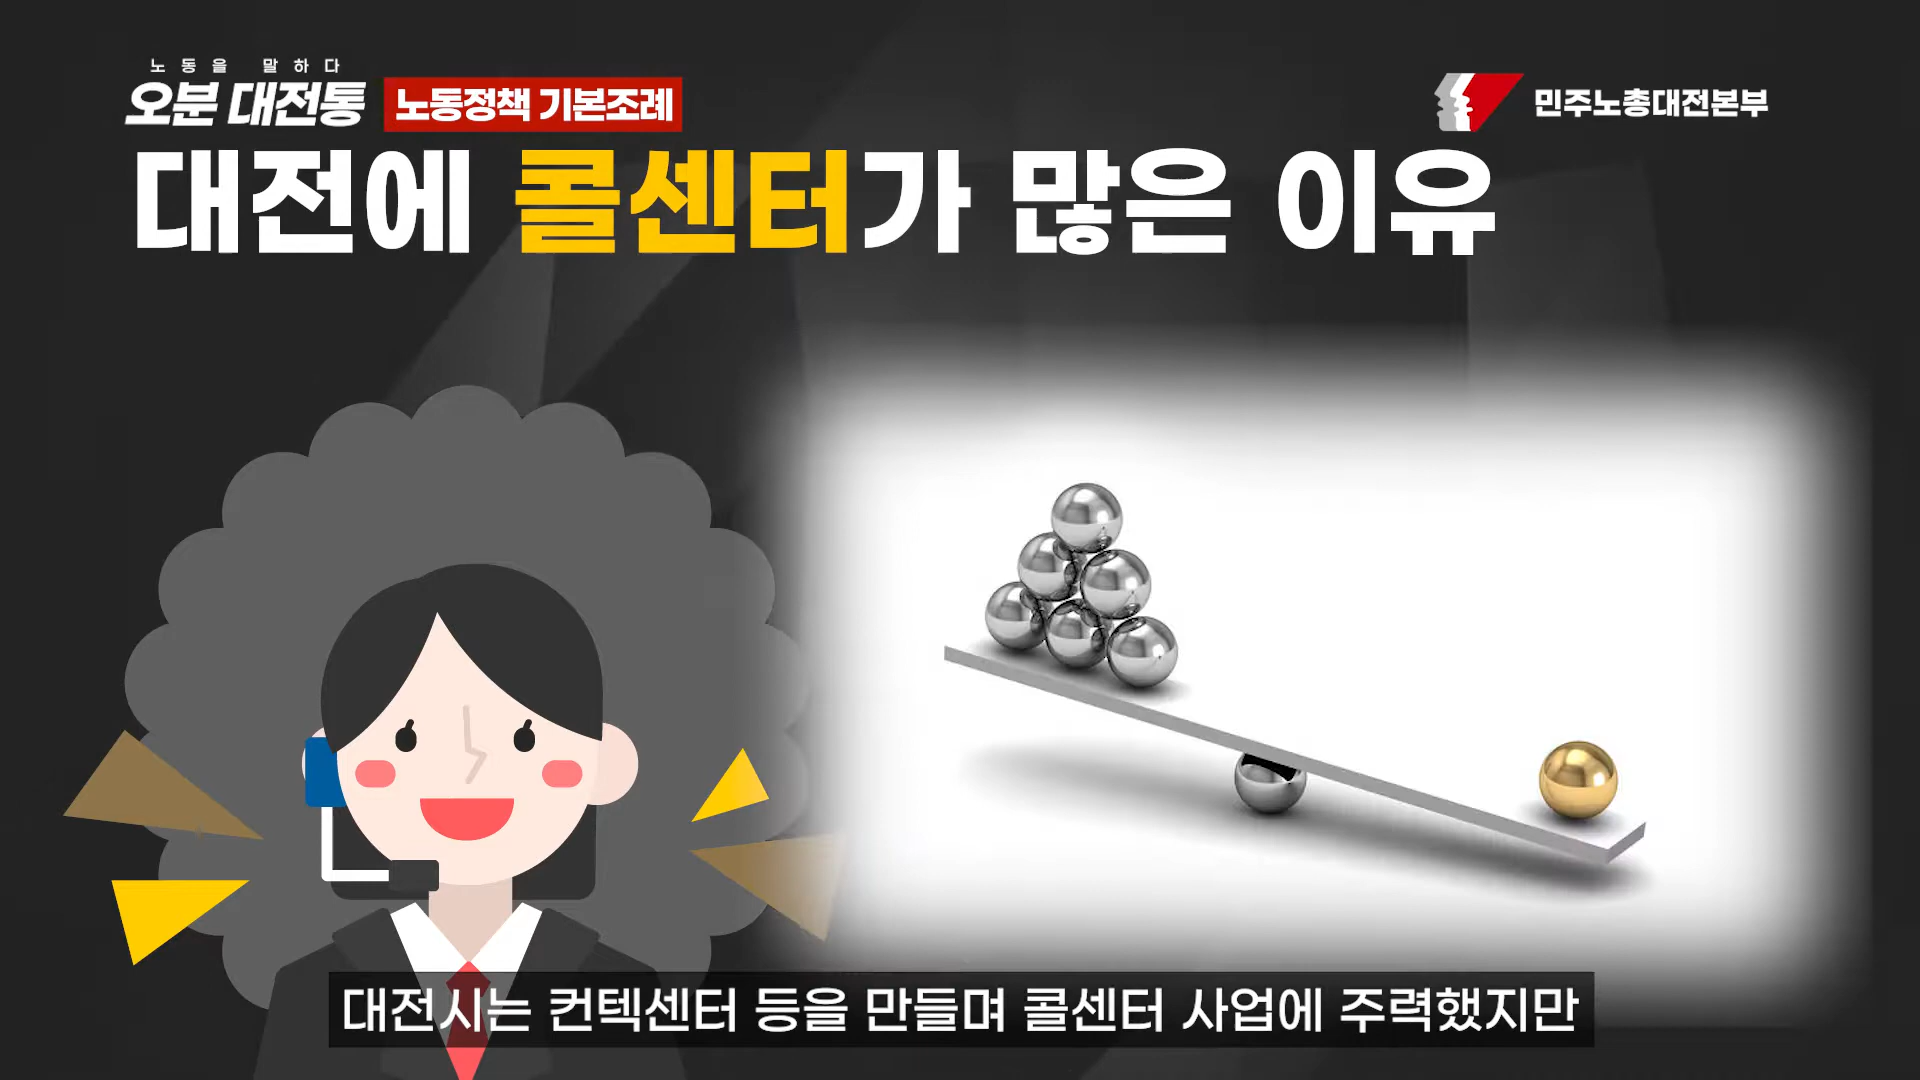 노동을 말하다
오분 대전통
노동정책 기본조례
민주노총대전본부
대전에 콜센터가 많은 이유
대전시는 컨텍센터 등을 만들며 콜센터 사업에 주력했지만